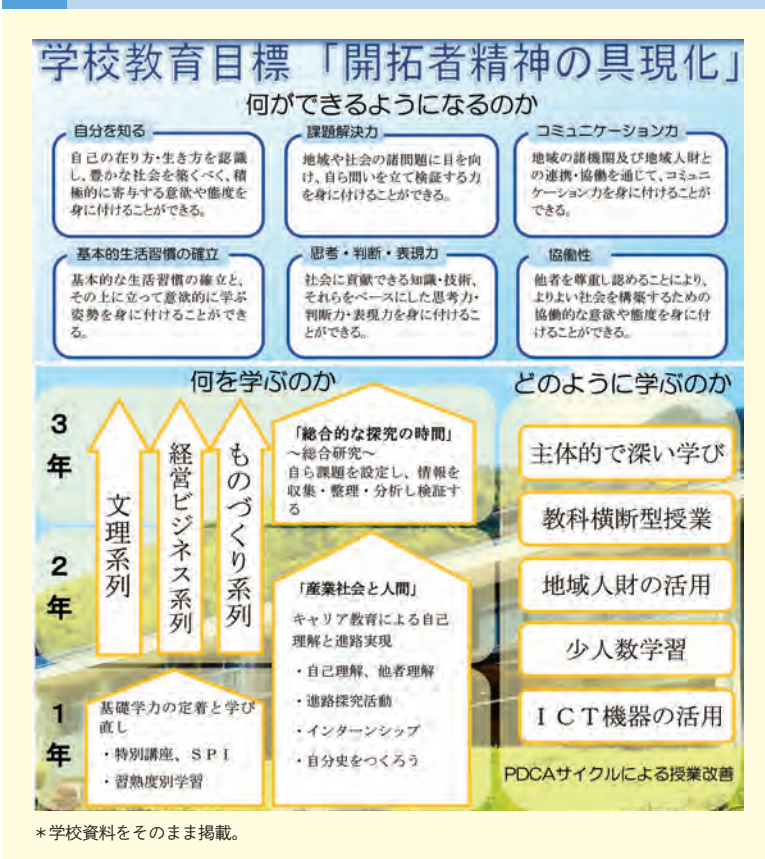 学校教育目標「開拓者精神の具現化」
何ができるようになるのか
自分を知る
自己の在り方・生き方を認識
し、豊かな社会を築くべく、積
極的に寄与する意欲や態度を
身に付けることができる。
課題解決力
地域や社会の諸問題に目を向
け、自ら問いを立て検証する力
を身に付けることができる。
コミュニケーション力
地域の諸機関及び地域人財と
の連携・協働を通じて、コミュニ
ケーション力を身に付けることが
できる。
基本的生活習慣の確立
基本的な生活習慣の確立と、
その上に立って意欲的に学ぶ
姿勢を身に付けることができ
る。
思考・判断・表現力
社会に貢献できる知識・技術、
それらをベースにした思考力・
判断力・表現力を身に付けるこ
とができる。
協働性
他者を尊重し認めることにより、
よりよい社会を構築するための
協働的な意欲や態度を身に付
けることができる。
何を学ぶのか
3年
2年
1年
文理系列
経営ビジネス系列
ものづくり系列
「総合的な探究の時間」
～総合研究～
自ら課題を設定し、情報を
収集・整理・分析し検証す
る
「産業社会と人間」
キャリア教育による自己
理解と進路実現
・自己理解、他者理解
・進路探究活動
・インターンシップ
・自分史をつくろう
基礎学力の定着と学び
直し
・特別講座、ＳＰＩ
・習熟度別学習
どのように学ぶのか
主体的で深い学び
教科横断型授業
地域人財の活用
少人数学習
ＩＣＴ機器の活用
PDCAサイクルによる授業改善
＊学校資料をそのまま掲載。